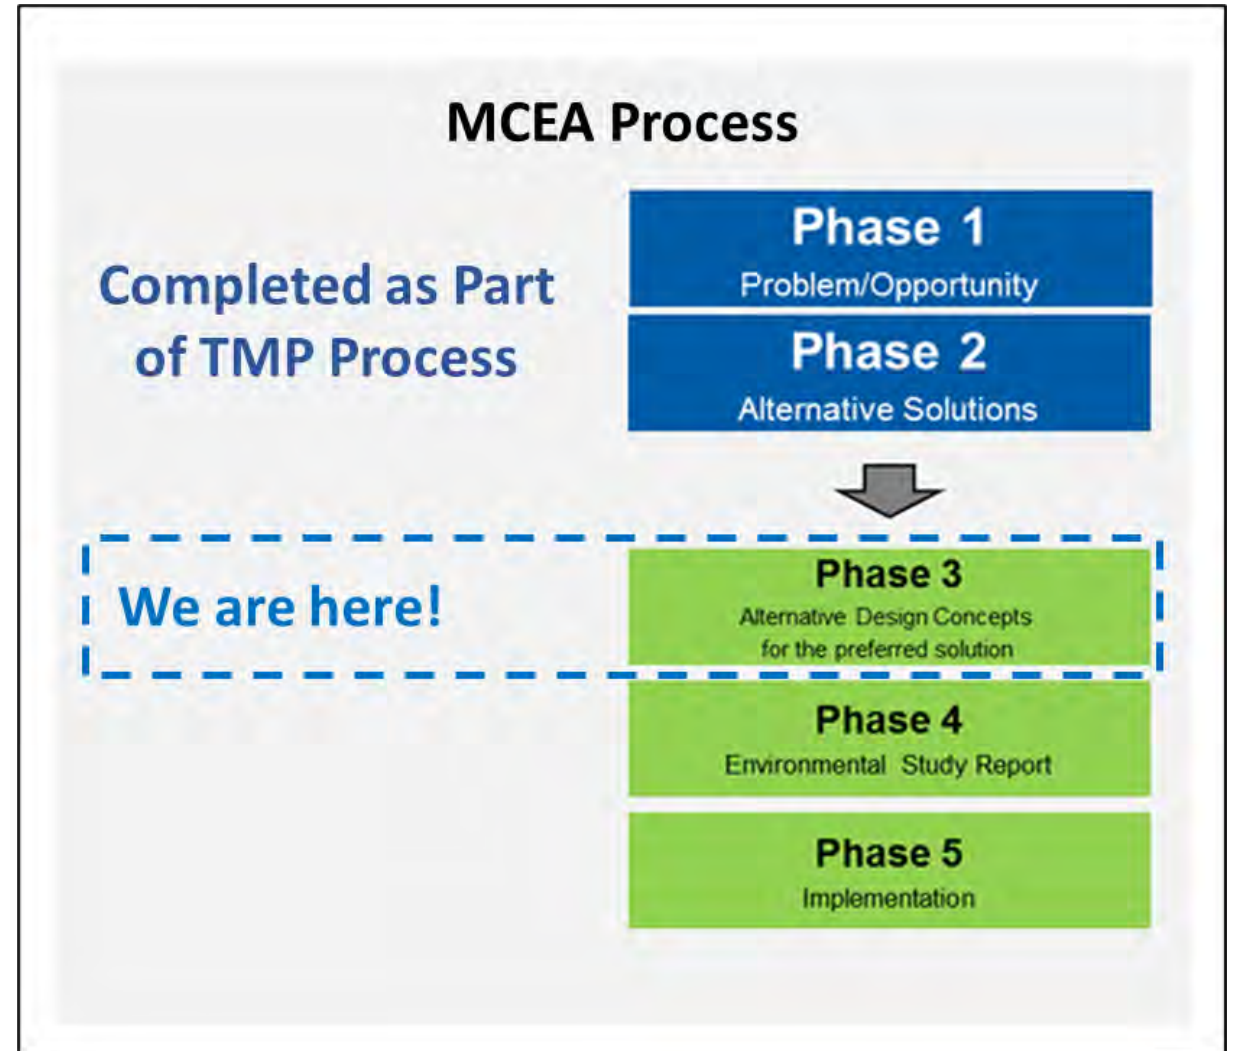 MCEA Process
Completed as Part
of TMP Process
Phase 1
Problem/Opportunity
Phase 2
Alternative Solutions
We are here!
Phase 3
Alternative Design Concepts
for the preferred solution
Phase 4
Environmental Study Report
Phase 5
Implementation